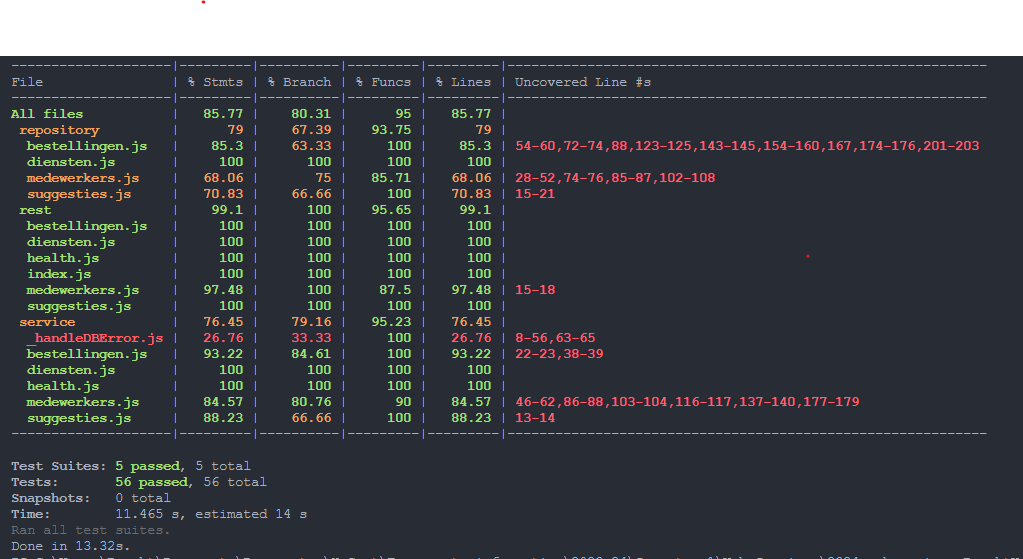 --------------------|---------|----------|---------|---------|------------------------------------------------------------
File | % Stmts | % Branch | % Funcs | % Lines | Uncovered Line #s
--------------------|---------|----------|---------|---------|------------------------------------------------------------
All files | 85.77 | 80.31 | 95 | 85.77 |
repository | 79 | 67.39 | 93.75 | 79 |
bestellingen.js | 85.3 | 63.33 | 100 | 85.3 | 54-60,72-74,88,123-125,143-145,154-160,167,174-176,201-203
diensten.js | 100 | 100 | 100 | 100 |
medewerkers.js | 68.06 | 75 | 85.71 | 68.06 | 28-52,74-76,85-87,102-108
suggesties.js | 70.83 | 66.66 | 100 | 70.83 | 15-21
rest | 99.1 | 100 | 95.65 | 99.1 |
bestellingen.js | 100 | 100 | 100 | 100 |
diensten.js | 100 | 100 | 100 | 100 |
health.js | 100 | 100 | 100 | 100 |
index.js | 100 | 100 | 100 | 100 |
medewerkers.js | 97.48 | 100 | 87.5 | 97.48 | 15-18
suggesties.js | 100 | 100 | 100 | 100 |
service | 76.45 | 79.16 | 95.23 | 76.45 |
_handleDBError.js | 26.76 | 33.33 | 100 | 26.76 | 8-56,63-65
bestellingen.js | 93.22 | 84.61 | 100 | 93.22 | 22-23,38-39
diensten.js | 100 | 100 | 100 | 100 |
health.js | 100 | 100 | 100 | 100 |
medewerkers.js | 84.57 | 80.76 | 90 | 84.57 | 46-62,86-88,103-104,116-117,137-140,177-179
suggesties.js | 88.23 | 66.66 | 100 | 88.23 | 13-14
--------------------|---------|----------|---------|---------|------------------------------------------------------------
Test Suites: 5 passed, 5 total
Tests: 56 passed, 56 total
Snapshots: 0 total
Time: 11.465 s, estimated 14 s
Ran all test suites.
Done in 13.32s.